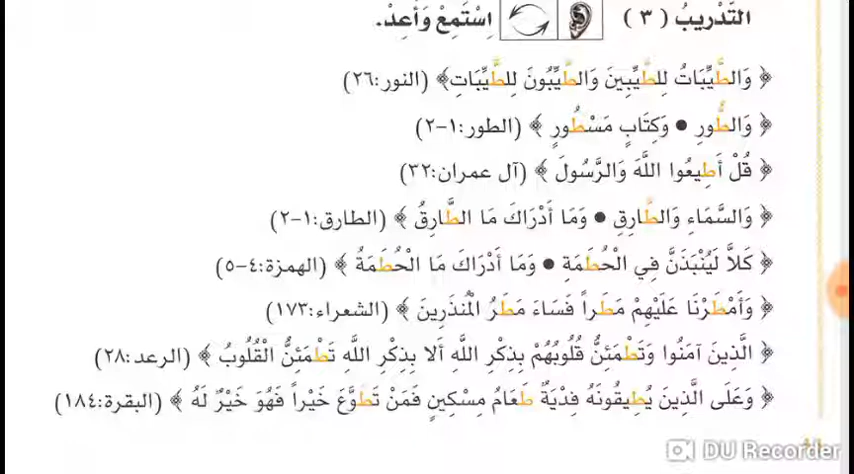 التَّدْرِيبُ ( ٣ ) اِسْتَمِعْ وَأَعِدْ.
﴿ وَالطَّيِّبَاتُ لِلطَّيِّبِينَ وَالطَّيِّبُونَ لِلطَّيِّبَاتِ﴾ (النور:٢٦)
﴿ وَالطُّورِ • وَكِتَابٍ مَسْطُورٍ ﴾ (الطور:١-٢)
﴿ قُلْ أَطِيعُوا اللَّهَ وَالرَّسُولَ ﴾ (آل عمران:٣٢)
﴿ وَالسَّمَاءِ وَالطَّارِقِ • وَمَا أَدْرَاكَ مَا الطَّارِقُ ﴾ (الطارق:١-٢)
﴿ كَلاَّ لَيُنْبَذَنَّ فِي الْحُطَمَةِ • وَمَا أَدْرَاكَ مَا الْحُطَمَةُ ﴾ (الهمزة:٤-٥)
﴿ وَأَمْطَرْنَا عَلَيْهِمْ مَطَراً فَسَاءَ مَطَرُ الْمُنذَرِينَ ﴾ (الشعراء:١٧٣)
﴿ الَّذِينَ آمَنُوا وَتَطْمَئِنُّ قُلُوبُهُمْ بِذِكْرِ اللَّهِ أَلا بِذِكْرِ اللَّهِ تَطْمَئِنُّ الْقُلُوبُ ﴾ (الرعد:٢٨)
﴿ وَعَلَى الَّذِينَ يُطِيقُونَهُ فِدْيَةٌ طَعَامُ مِسْكِينٍ فَمَنْ تَطَوَّعَ خَيْراً فَهُوَ خَيْرٌ لَهُ ﴾ (البقرة:١٨٤)
DU Recorder